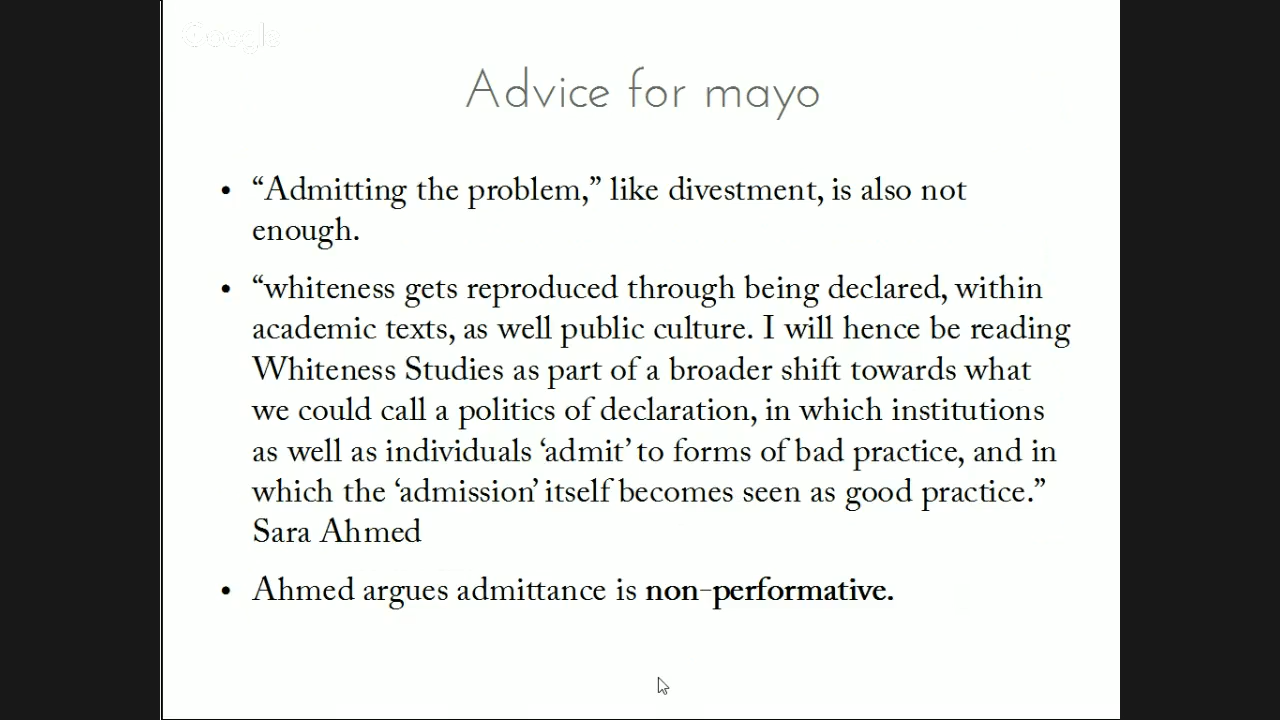 Google
Advice for mayo
• “Admitting the problem,” like divestment, is also not
enough.
• “whiteness gets reproduced through being declared, within
academic texts, as well public culture. I will hence be reading
Whiteness Studies as part of a broader shift towards what
we could call a politics of declaration, in which institutions
as well as individuals ‘admit’ to forms of bad practice, and in
which the ‘admission’ itself becomes seen as good practice.”
Sara Ahmed
• Ahmed argues admittance is non-performative.